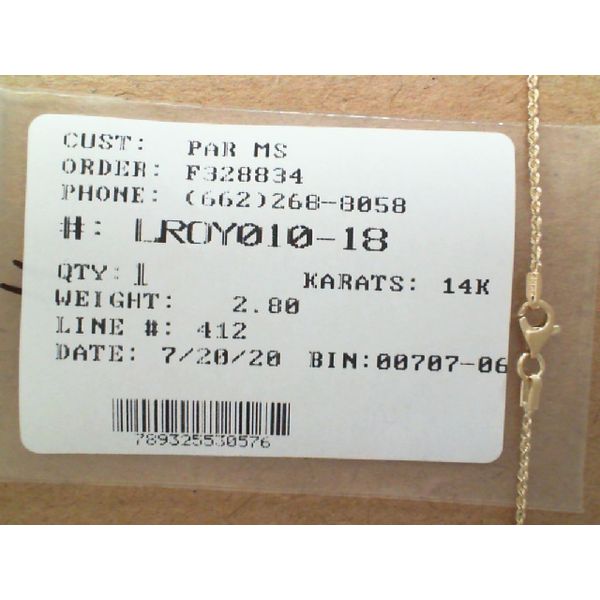 CUST: PAR MS
ORDER: F328834
PHONE: (662)268-8058
#: LROY010-18
QTY: 1 KARATS: 14K
WEIGHT: 2.80
LINE #: 412
DATE: 7/20/20 BIN:00707-06
789325530576